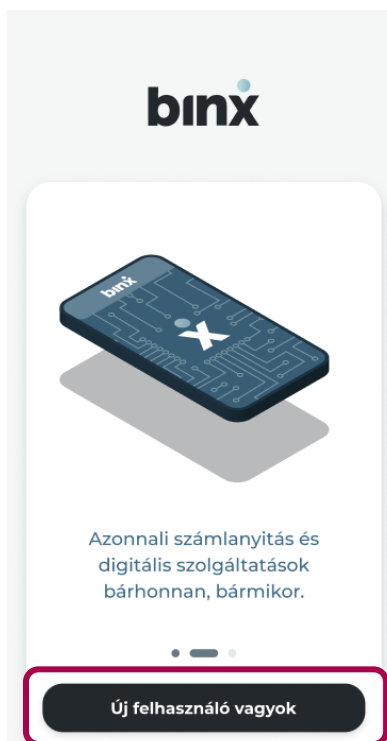 binx
binx
x
Azonnali számlanyitás és
digitális szolgáltatások
bárhonnan, bármikor.
Új felhasználó vagyok